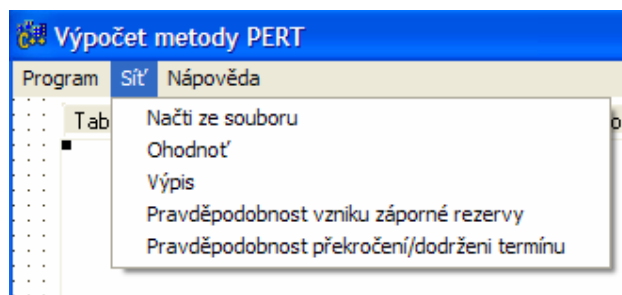 Výpočet metody PERT
Program Síť Nápověda
Tab
Načti ze souboru
Ohodnoť
Výpis
Pravděpodobnost vzniku záporné rezervy
Pravděpodobnost překročení/dodrženi termínu